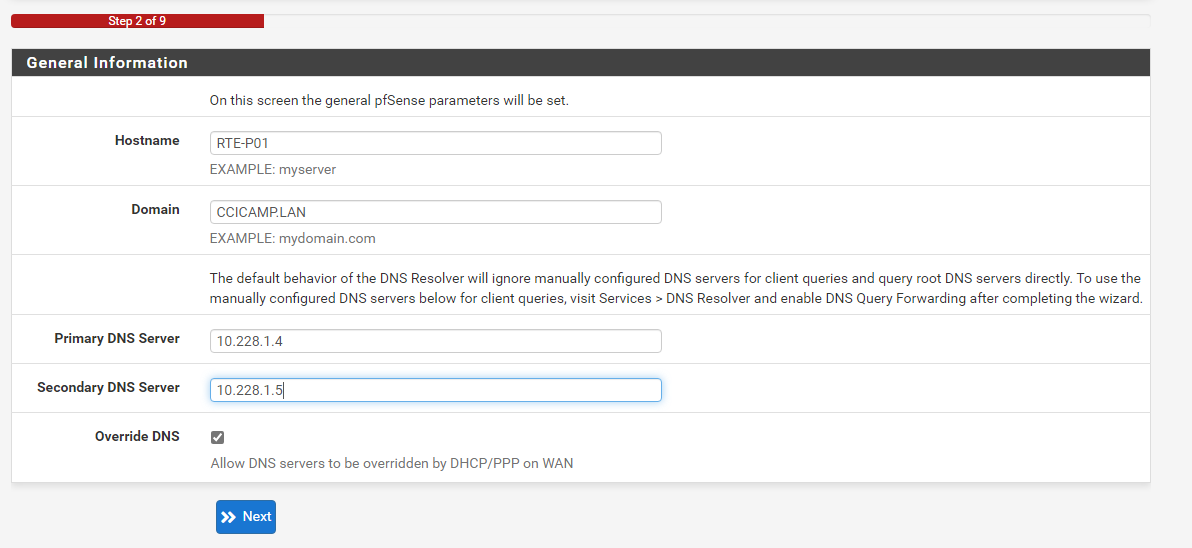 Step 2 of 9
General Information
On this screen the general pfSense parameters will be set.
Hostname
RTE-P01
EXAMPLE: myserver
Domain
CCICAMP.LAN
EXAMPLE: mydomain.com
The default behavior of the DNS Resolver will ignore manually configured DNS servers for client queries and query root DNS servers directly. To use the
manually configured DNS servers below for client queries, visit Services > DNS Resolver and enable DNS Query Forwarding after completing the wizard.
Primary DNS Server
10.228.1.4
Secondary DNS Server
10.228.1.5
Override DNS
Allow DNS servers to be overridden by DHCP/PPP on WAN
Next